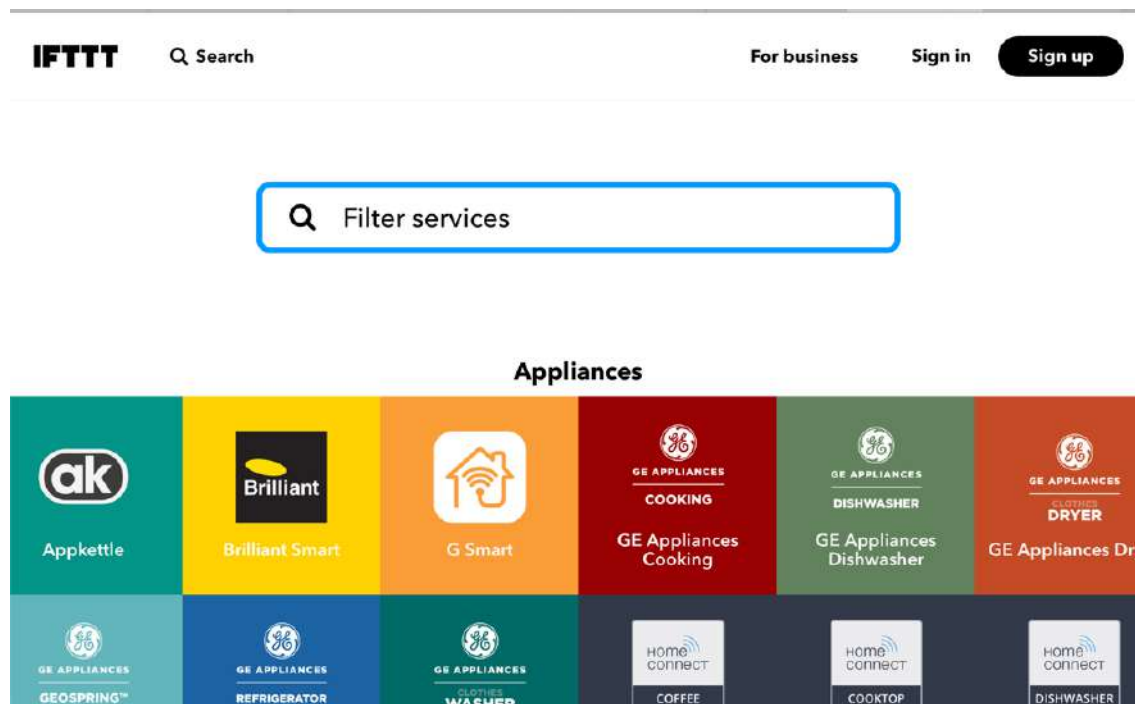 IFTTT Search For business Sign in Sign up
Filter services
Appliances
ak
Appkettle
Brilliant
Brilliant Smart
G Smart
GE APPLIANCES
COOKING
GE Appliances
Cooking
GE APPLIANCES
DISHWASHER
GE Appliances
Dishwasher
GE APPLIANCES
CLOTHES
DRYER
GE Appliances Dr
GE APPLIANCES
GEOSPRING™
GE APPLIANCES
REFRIGERATOR
GE APPLIANCES
CLOTHES
WASHER
HOME
CONNECT
COFFEE
HOME
CONNECT
COOKTOP
HOME
CONNECT
DISHWASHER